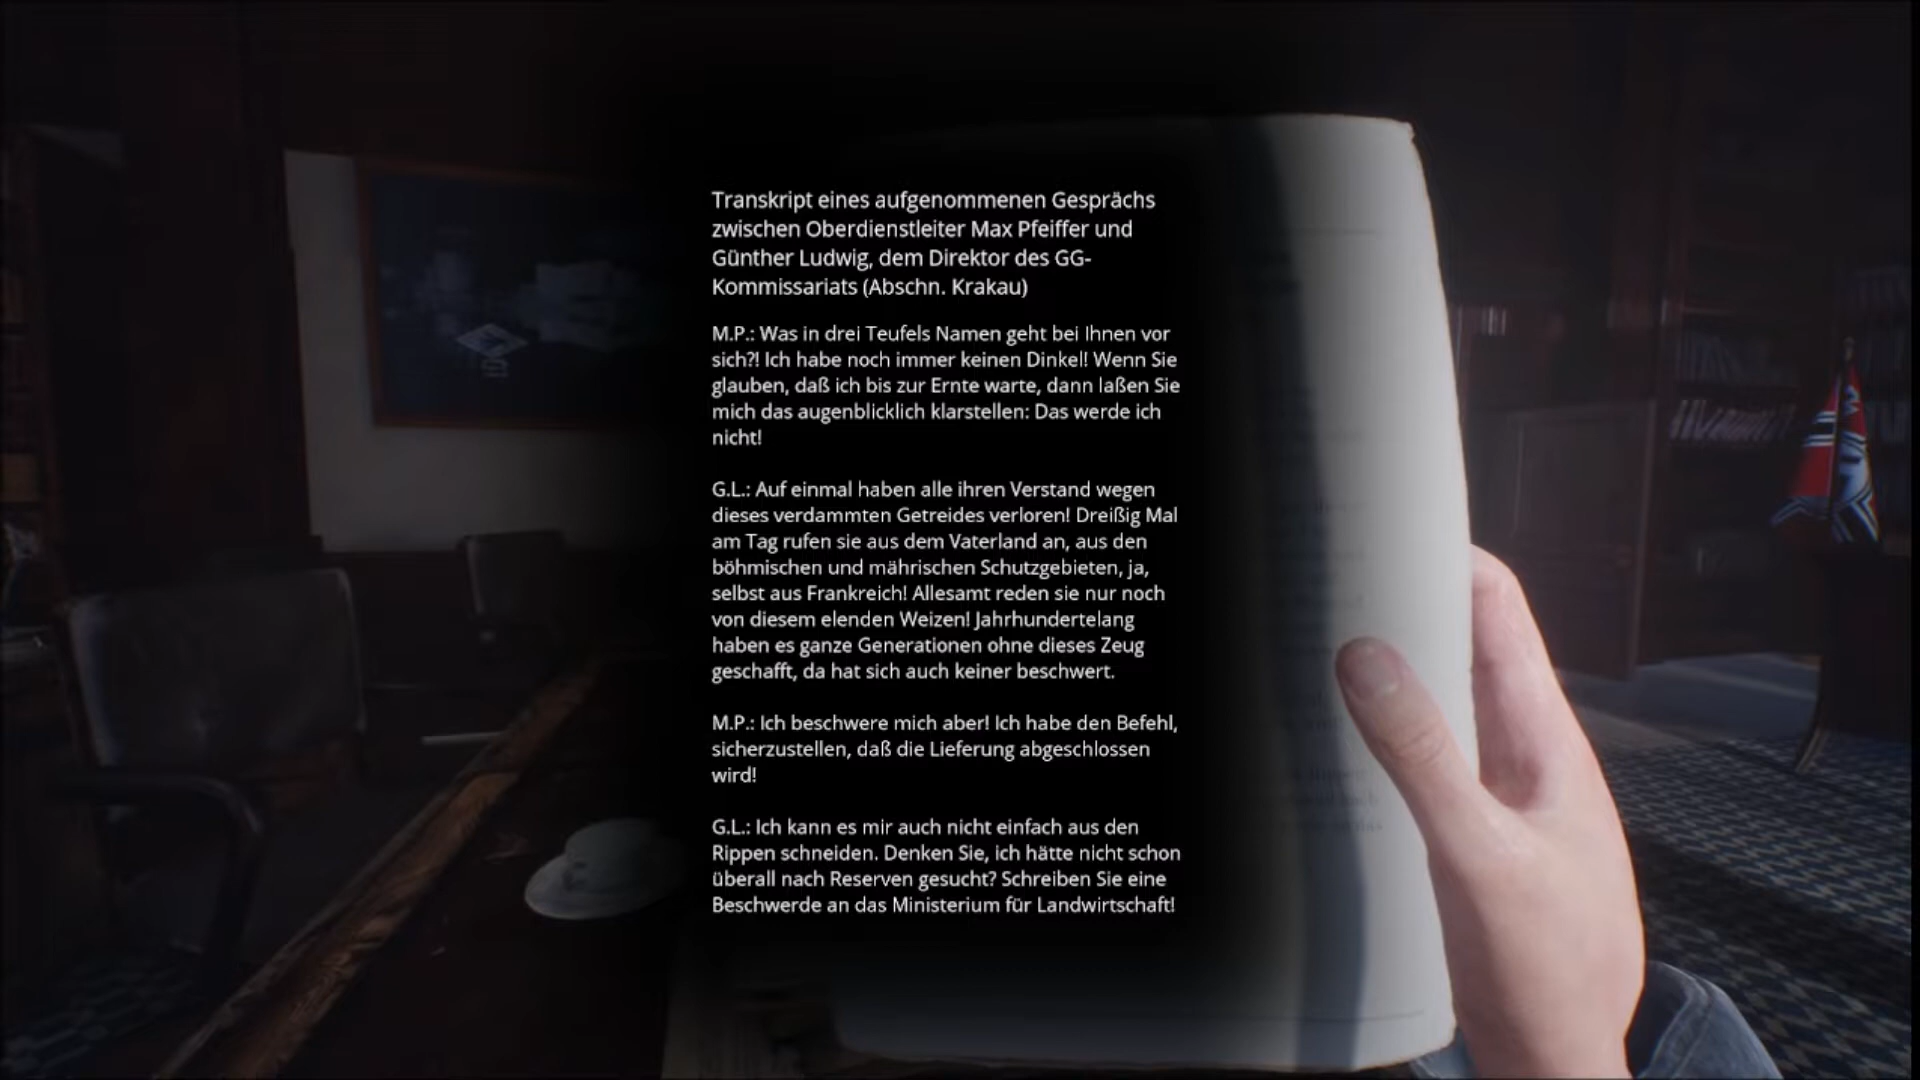 Transkript eines aufgenommenen Gesprächs
zwischen Oberdienstleiter Max Pfeiffer und
Günther Ludwig, dem Direktor des GG-
Kommissariats (Abschn. Krakau)
M.P.: Was in drei Teufels Namen geht bei Ihnen vor
sich?! Ich habe noch immer keinen Dinkel! Wenn Sie
glauben, daß ich bis zur Ernte warte, dann laßen Sie
mich das augenblicklich klarstellen: Das werde ich
nicht!
G.L.: Auf einmal haben alle ihren Verstand wegen
dieses verdammten Getreides verloren! Dreißig Mal
am Tag rufen sie aus dem Vaterland an, aus den
böhmischen und mährischen Schutzgebieten, ja,
selbst aus Frankreich! Allesamt reden sie nur noch
von diesem elenden Weizen! Jahrhundertelang
haben es ganze Generationen ohne dieses Zeug
geschafft, da hat sich auch keiner beschwert.
M.P.: Ich beschwere mich aber! Ich habe den Befehl,
sicherzustellen, daß die Lieferung abgeschlossen
wird!
G.L.: Ich kann es mir auch nicht einfach aus den
Rippen schneiden. Denken Sie, ich hätte nicht schon
überall nach Reserven gesucht? Schreiben Sie eine
Beschwerde an das Ministerium für Landwirtschaft!